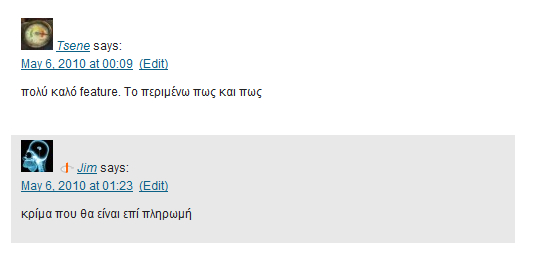 Tsene says:
May 6, 2010 at 00:09 (Edit)
πολύ καλό feature. Το περιμένω πως και πως
Jim says:
May 6, 2010 at 01:23 (Edit)
κρίμα που θα είναι επί πληρωμή